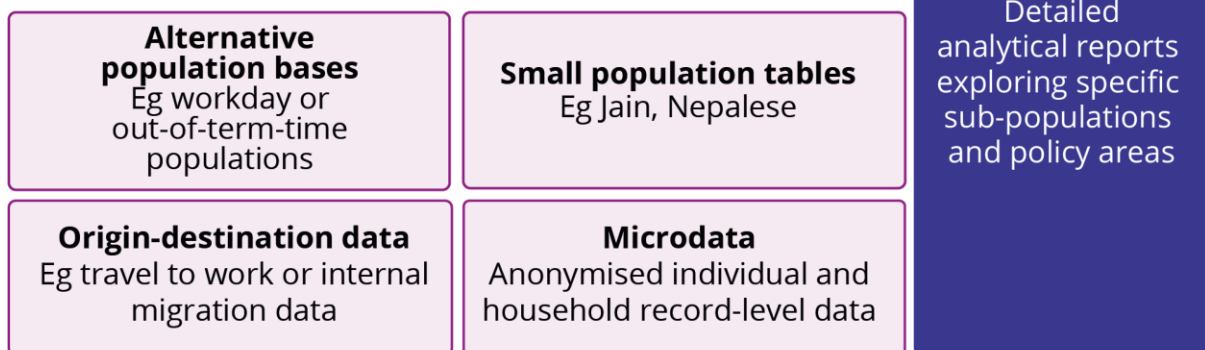 Alternative
population bases
Eg workday or
out-of-term-time
populations
Small population tables
Eg Jain, Nepalese
Detailed
analytical reports
exploring specific
sub-populations
and policy areas
Origin-destination data
Eg travel to work or internal
migration data
Microdata
Anonymised individual and
household record-level data